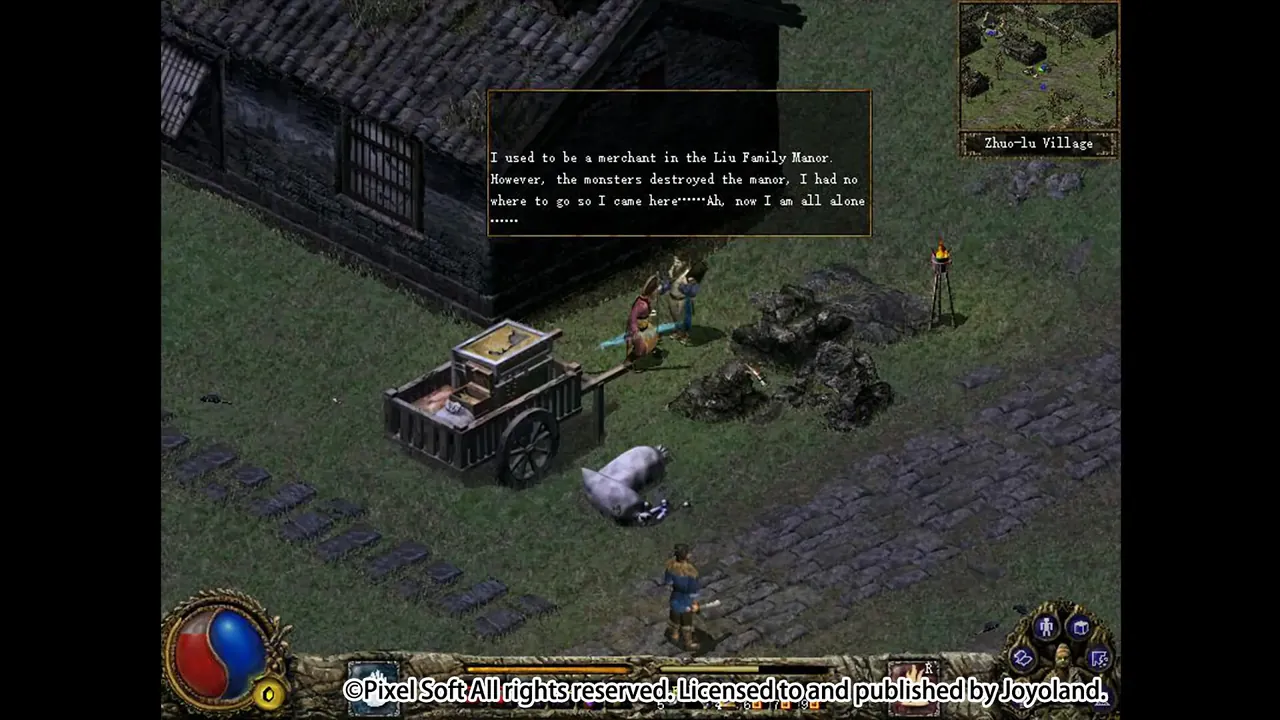 I used to be a merchant in the Liu Family Manor.
However, the monsters destroyed the manor, I had no
where to go so I came here······Ah, now I am all alone
······
Zhuo-lu Village
R
©Pixel Soft All rights reserved. Licensed to and published by Joyoland.